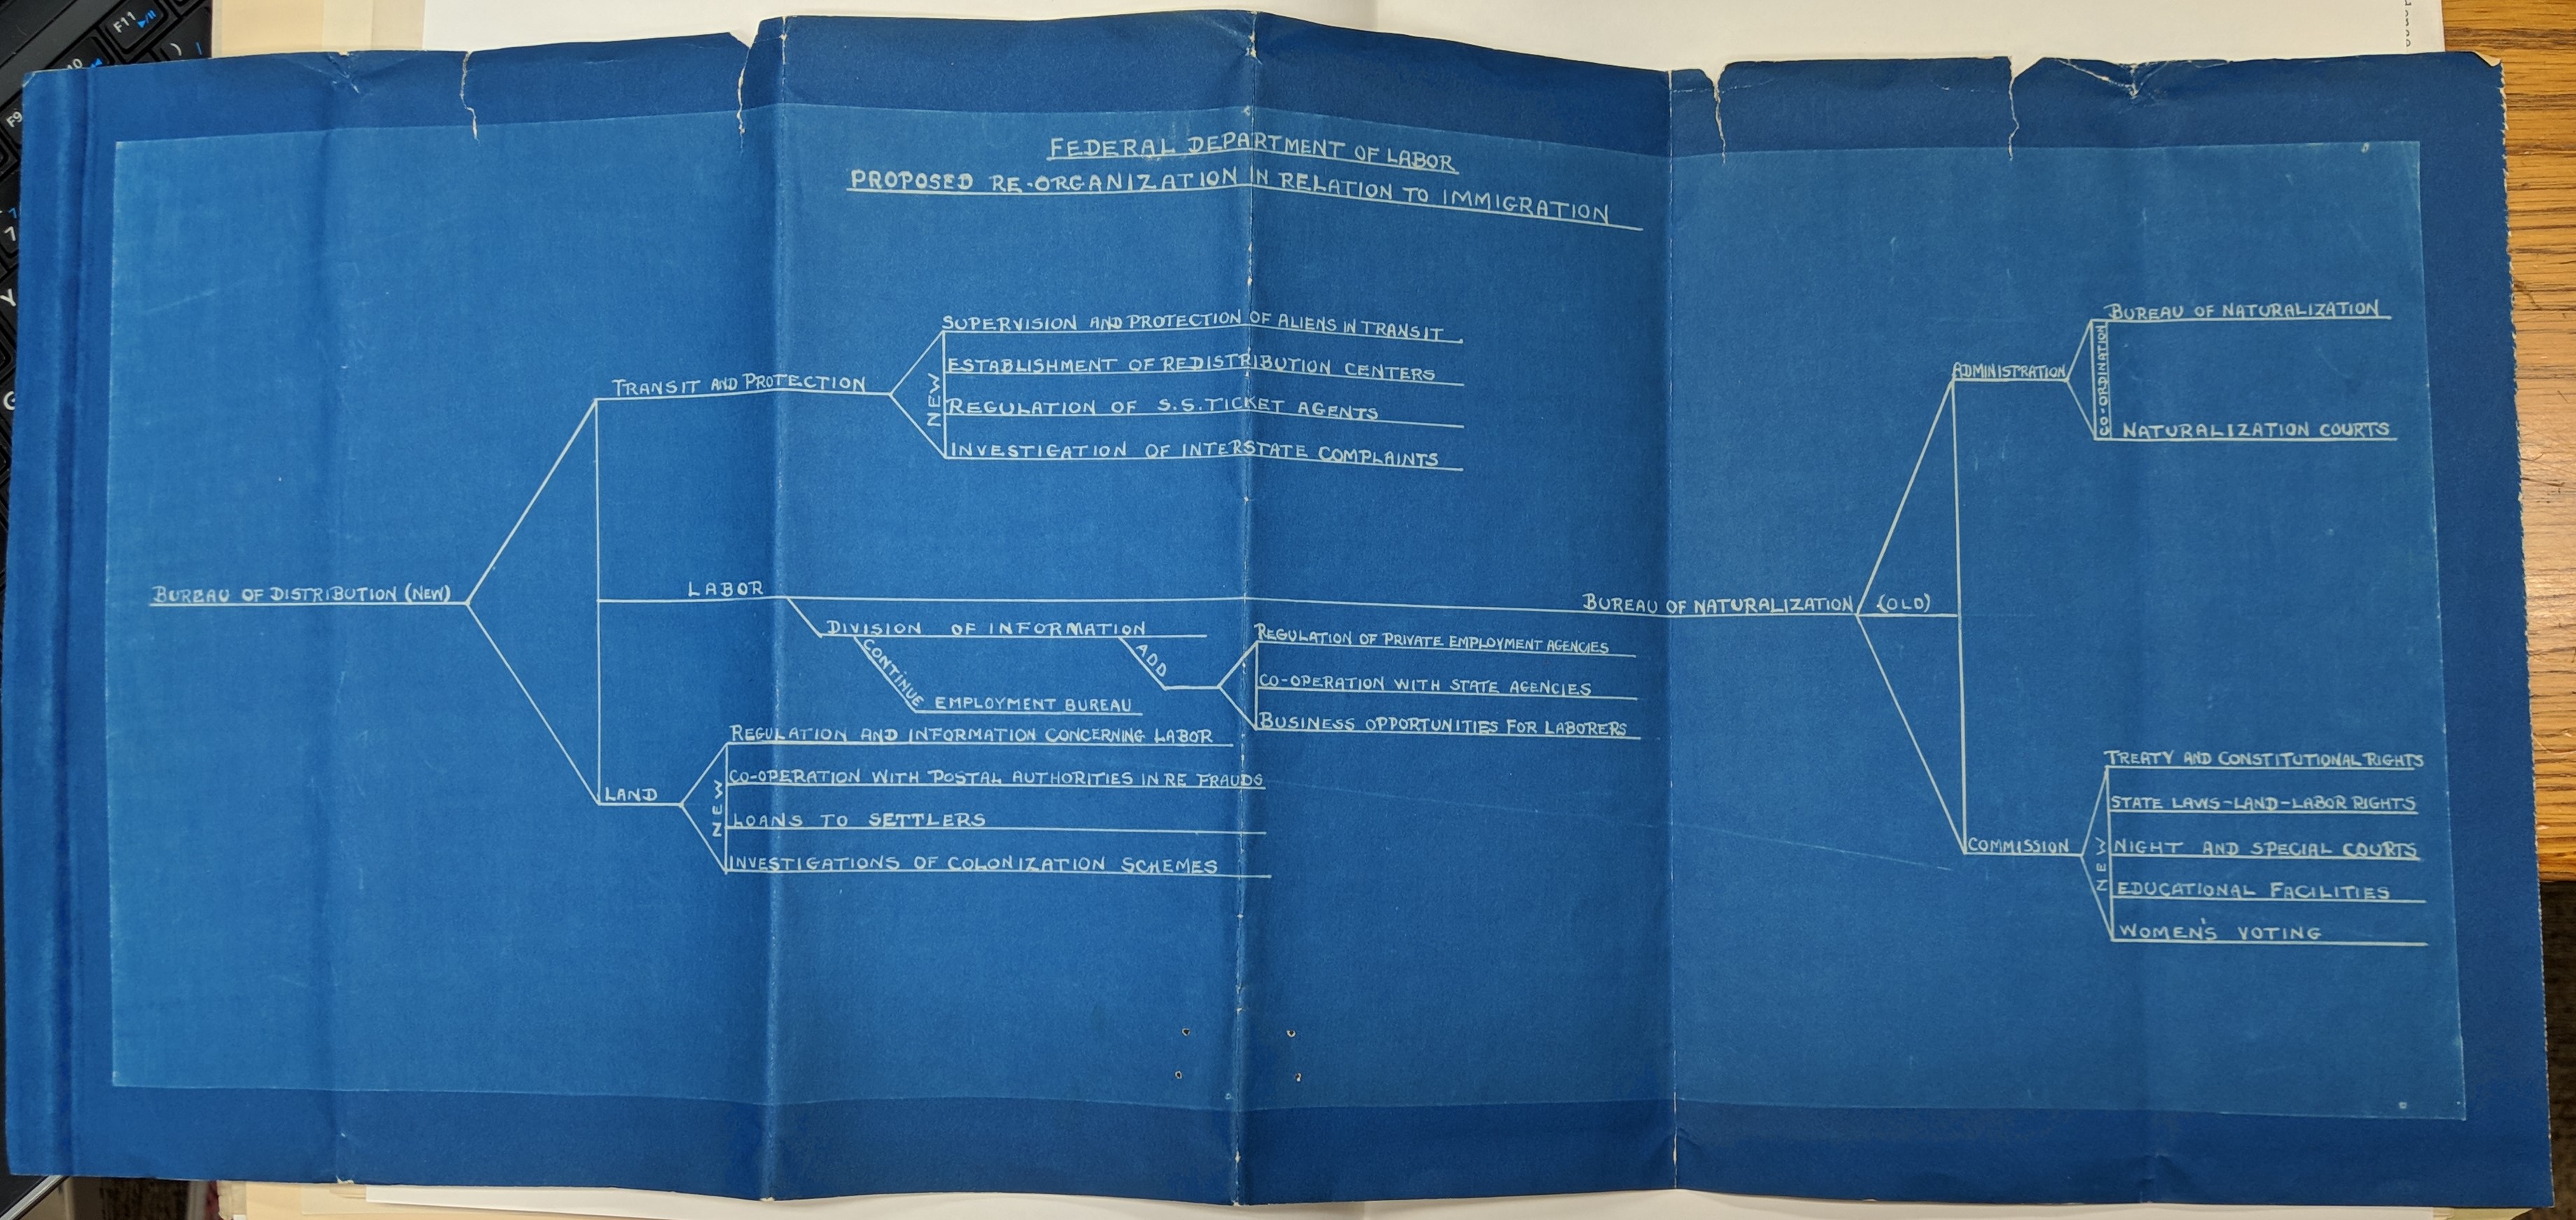 FEDERAL DEPARTMENT OF LABOR
PROPOSED RE-ORGANIZATION IN RELATION TO IMMIGRATION
BUREAU OF DISTRIBUTION (NEW)
TRANSIT AND PROTECTION
NEW
SUPERVISION AND PROTECTION OF ALIENS IN TRANSIT
ESTABLISHMENT OF REDISTRIBUTION CENTERS
REGULATION OF S.S. TICKET AGENTS
INVESTIGATION OF INTERSTATE COMPLAINTS
LABOR
DIVISION OF INFORMATION
CONTINUE
EMPLOYMENT BUREAU
ADD
REGULATION OF PRIVATE EMPLOYMENT AGENCIES
CO-OPERATION WITH STATE AGENCIES
BUSINESS OPPORTUNITIES FOR LABORERS
LAND
NEW
REGULATION AND INFORMATION CONCERNING LABOR
CO-OPERATION WITH POSTAL AUTHORITIES IN RE FRAUDS
LOANS TO SETTLERS
INVESTIGATIONS OF COLONIZATION SCHEMES
BUREAU OF NATURALIZATION (OLD)
ADMINISTRATION
CO-ORDINATION
BUREAU OF NATURALIZATION
NATURALIZATION COURTS
COMMISSION
NEW
TREATY AND CONSTITUTIONAL RIGHTS
STATE LAWS-LAND-LABOR RIGHTS
NIGHT AND SPECIAL COURTS
EDUCATIONAL FACILITIES
WOMEN'S VOTING
F11
F9